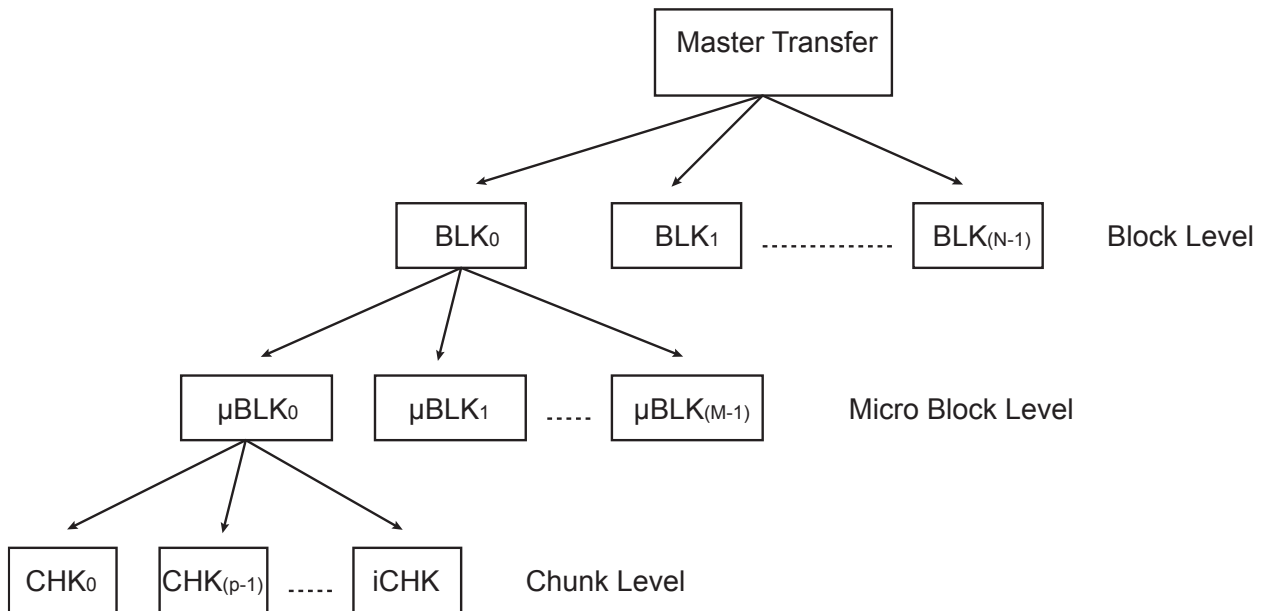 Master Transfer
BLK0 BLK1 BLK(N-1) Block Level
µBLK0 µBLK1 µBLK(M-1) Micro Block Level
CHK0 CHK(p-1) iCHK Chunk Level